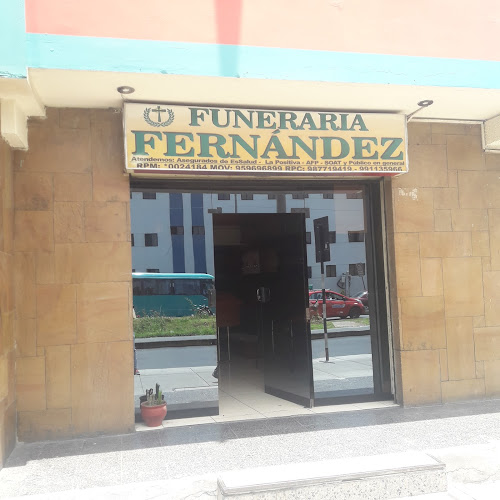 FUNERARIA
FERNÁNDEZ
Atendemos: Asegurados de EsSalud - La Positiva - AFP - SOAT y Público en general
RPM: *0024184 MOV: 959696899 RPC: 987719419 - 991135966